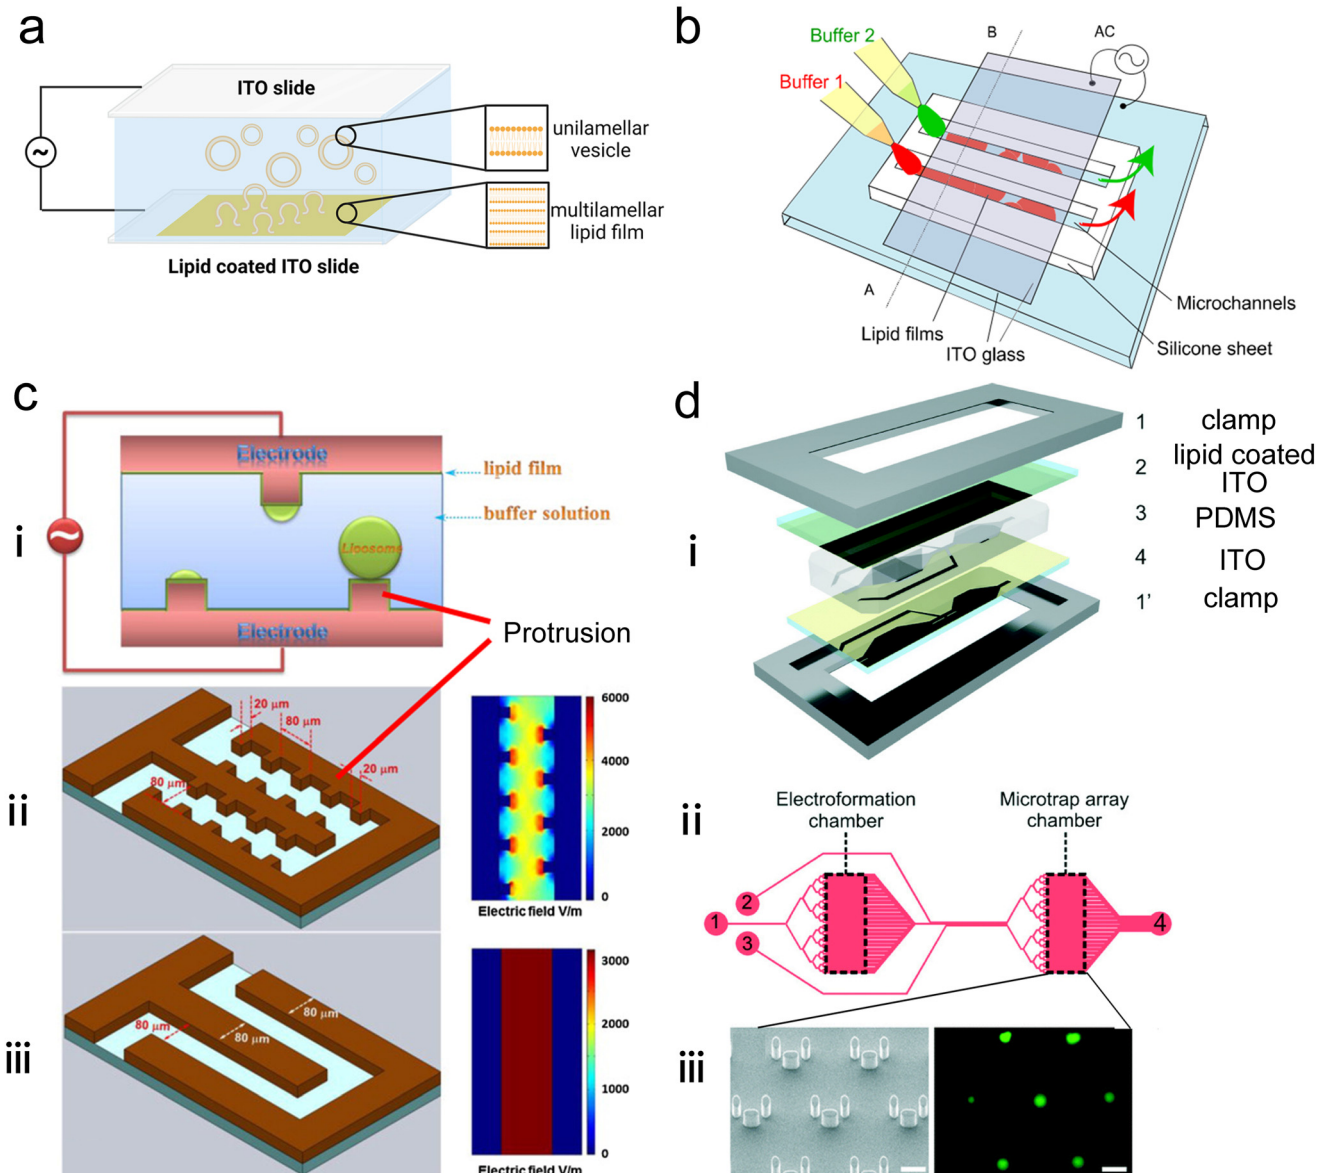 a
ITO slide
unilamellar
vesicle
multilamellar
lipid film
Lipid coated ITO slide
~
b
Buffer 2
Buffer 1
B
AC
A
Lipid films
ITO glass
Microchannels
Silicone sheet
c
i
Electrode
lipid film
buffer solution
Liposome
Electrode
Protrusion
ii
20 µm
80 µm
20 µm
80 µm
6000
4000
2000
0
Electric field V/m
iii
80 µm
80 µm
80 µm
3000
2000
1000
0
Electric field V/m
d
i
1 clamp
2 lipid coated
ITO
3 PDMS
4 ITO
1' clamp
ii
Electroformation
chamber
Microtrap array
chamber
1
2
3
4
iii